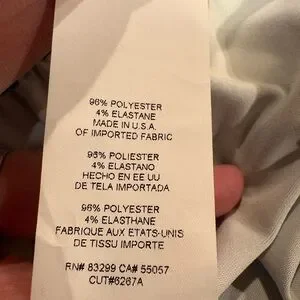 96% POLYESTER
4% ELASTANE
MADE IN U.S.A.
OF IMPORTED FABRIC
96% POLIESTER
4% ELASTANO
HECHO EN EE UU
DE TELA IMPORTADA
96% POLYESTER
4% ELASTHANE
FABRIQUE AUX ETATS-UNIS
DE TISSU IMPORTE
RN# 83299 CA# 55057
CUT#6267A